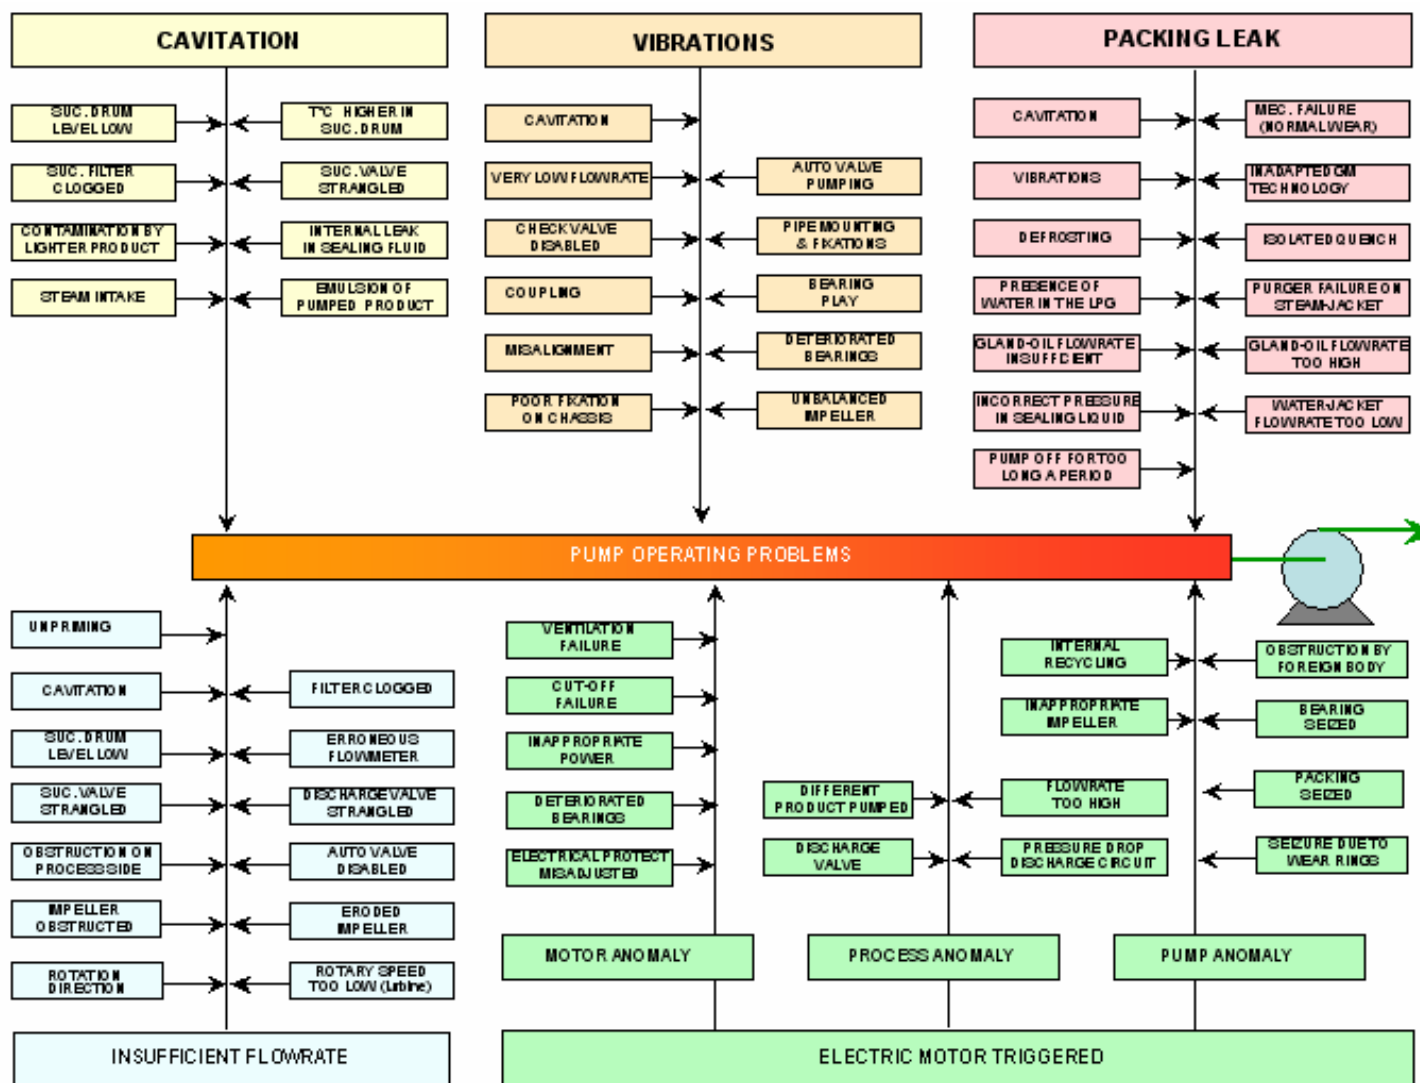 CAVITATION
SUC. DRUM
LEVEL LOW
T°C HIGHER IN
SUC. DRUM
SUC. FILTER
CLOGGED
SUC. VALVE
STRANGLED
CONTAMINATION BY
LIGHTER PRODUCT
INTERNAL LEAK
IN SEALING FLUID
STEAM INTAKE
EMULSION OF
PUMPED PRODUCT
VIBRATIONS
CAVITATION
VERY LOW FLOWRATE
AUTO VALVE
PUMPING
CHECK VALVE
DISABLED
PIPE MOUNTING
& FIXATIONS
COUPLING
BEARING
PLAY
MISALIGNMENT
DETERIORATED
BEARINGS
POOR FIXATION
ON CHASSIS
UNBALANCED
IMPELLER
PACKING LEAK
CAVITATION
MEC. FAILURE
(NORMAL WEAR)
VIBRATIONS
INADAPTED GM
TECHNOLOGY
DEFROSTING
ISOLATED QUENCH
PRESENCE OF
WATER IN THE LPG
PURGER FAILURE ON
STEAM-JACKET
GLAND-OIL FLOWRATE
INSUFFICENT
GLAND-OIL FLOWRATE
TOO HIGH
INCORRECT PRESSURE
IN SEALING LIQUID
WATER-JACKET
FLOWRATE TOO LOW
PUMP OFF FOR TOO
LONG A PERIOD
PUMP OPERATING PROBLEMS
UNPRIMING
CAVITATION
FILTER CLOGGED
SUC. DRUM
LEVEL LOW
ERRONEOUS
FLOWMETER
SUC. VALVE
STRANGLED
DISCHARGE VALVE
STRANGLED
OBSTRUCTION ON
PROCESS SIDE
AUTO VALVE
DISABLED
IMPELLER
OBSTRUCTED
ERODED
IMPELLER
ROTATION
DIRECTION
ROTARY SPEED
TOO LOW (turbine)
INSUFFICIENT FLOWRATE
VENTILATION
FAILURE
CUT-OFF
FAILURE
INAPPROPRIATE
POWER
DETERIORATED
BEARINGS
ELECTRICAL PROTECT
MISADJUSTED
MOTOR ANOMALY
DIFFERENT
PRODUCT PUMPED
FLOWRATE
TOO HIGH
DISCHARGE
VALVE
PRESSURE DROP
DISCHARGE CIRCUIT
PROCESS ANOMALY
INTERNAL
RECYCLING
OBSTRUCTION BY
FOREIGN BODY
INAPPROPRIATE
IMPELLER
BEARING
SEIZED
PACKING
SEIZED
SEIZURE DUE TO
WEAR RINGS
PUMP ANOMALY
ELECTRIC MOTOR TRIGGERED